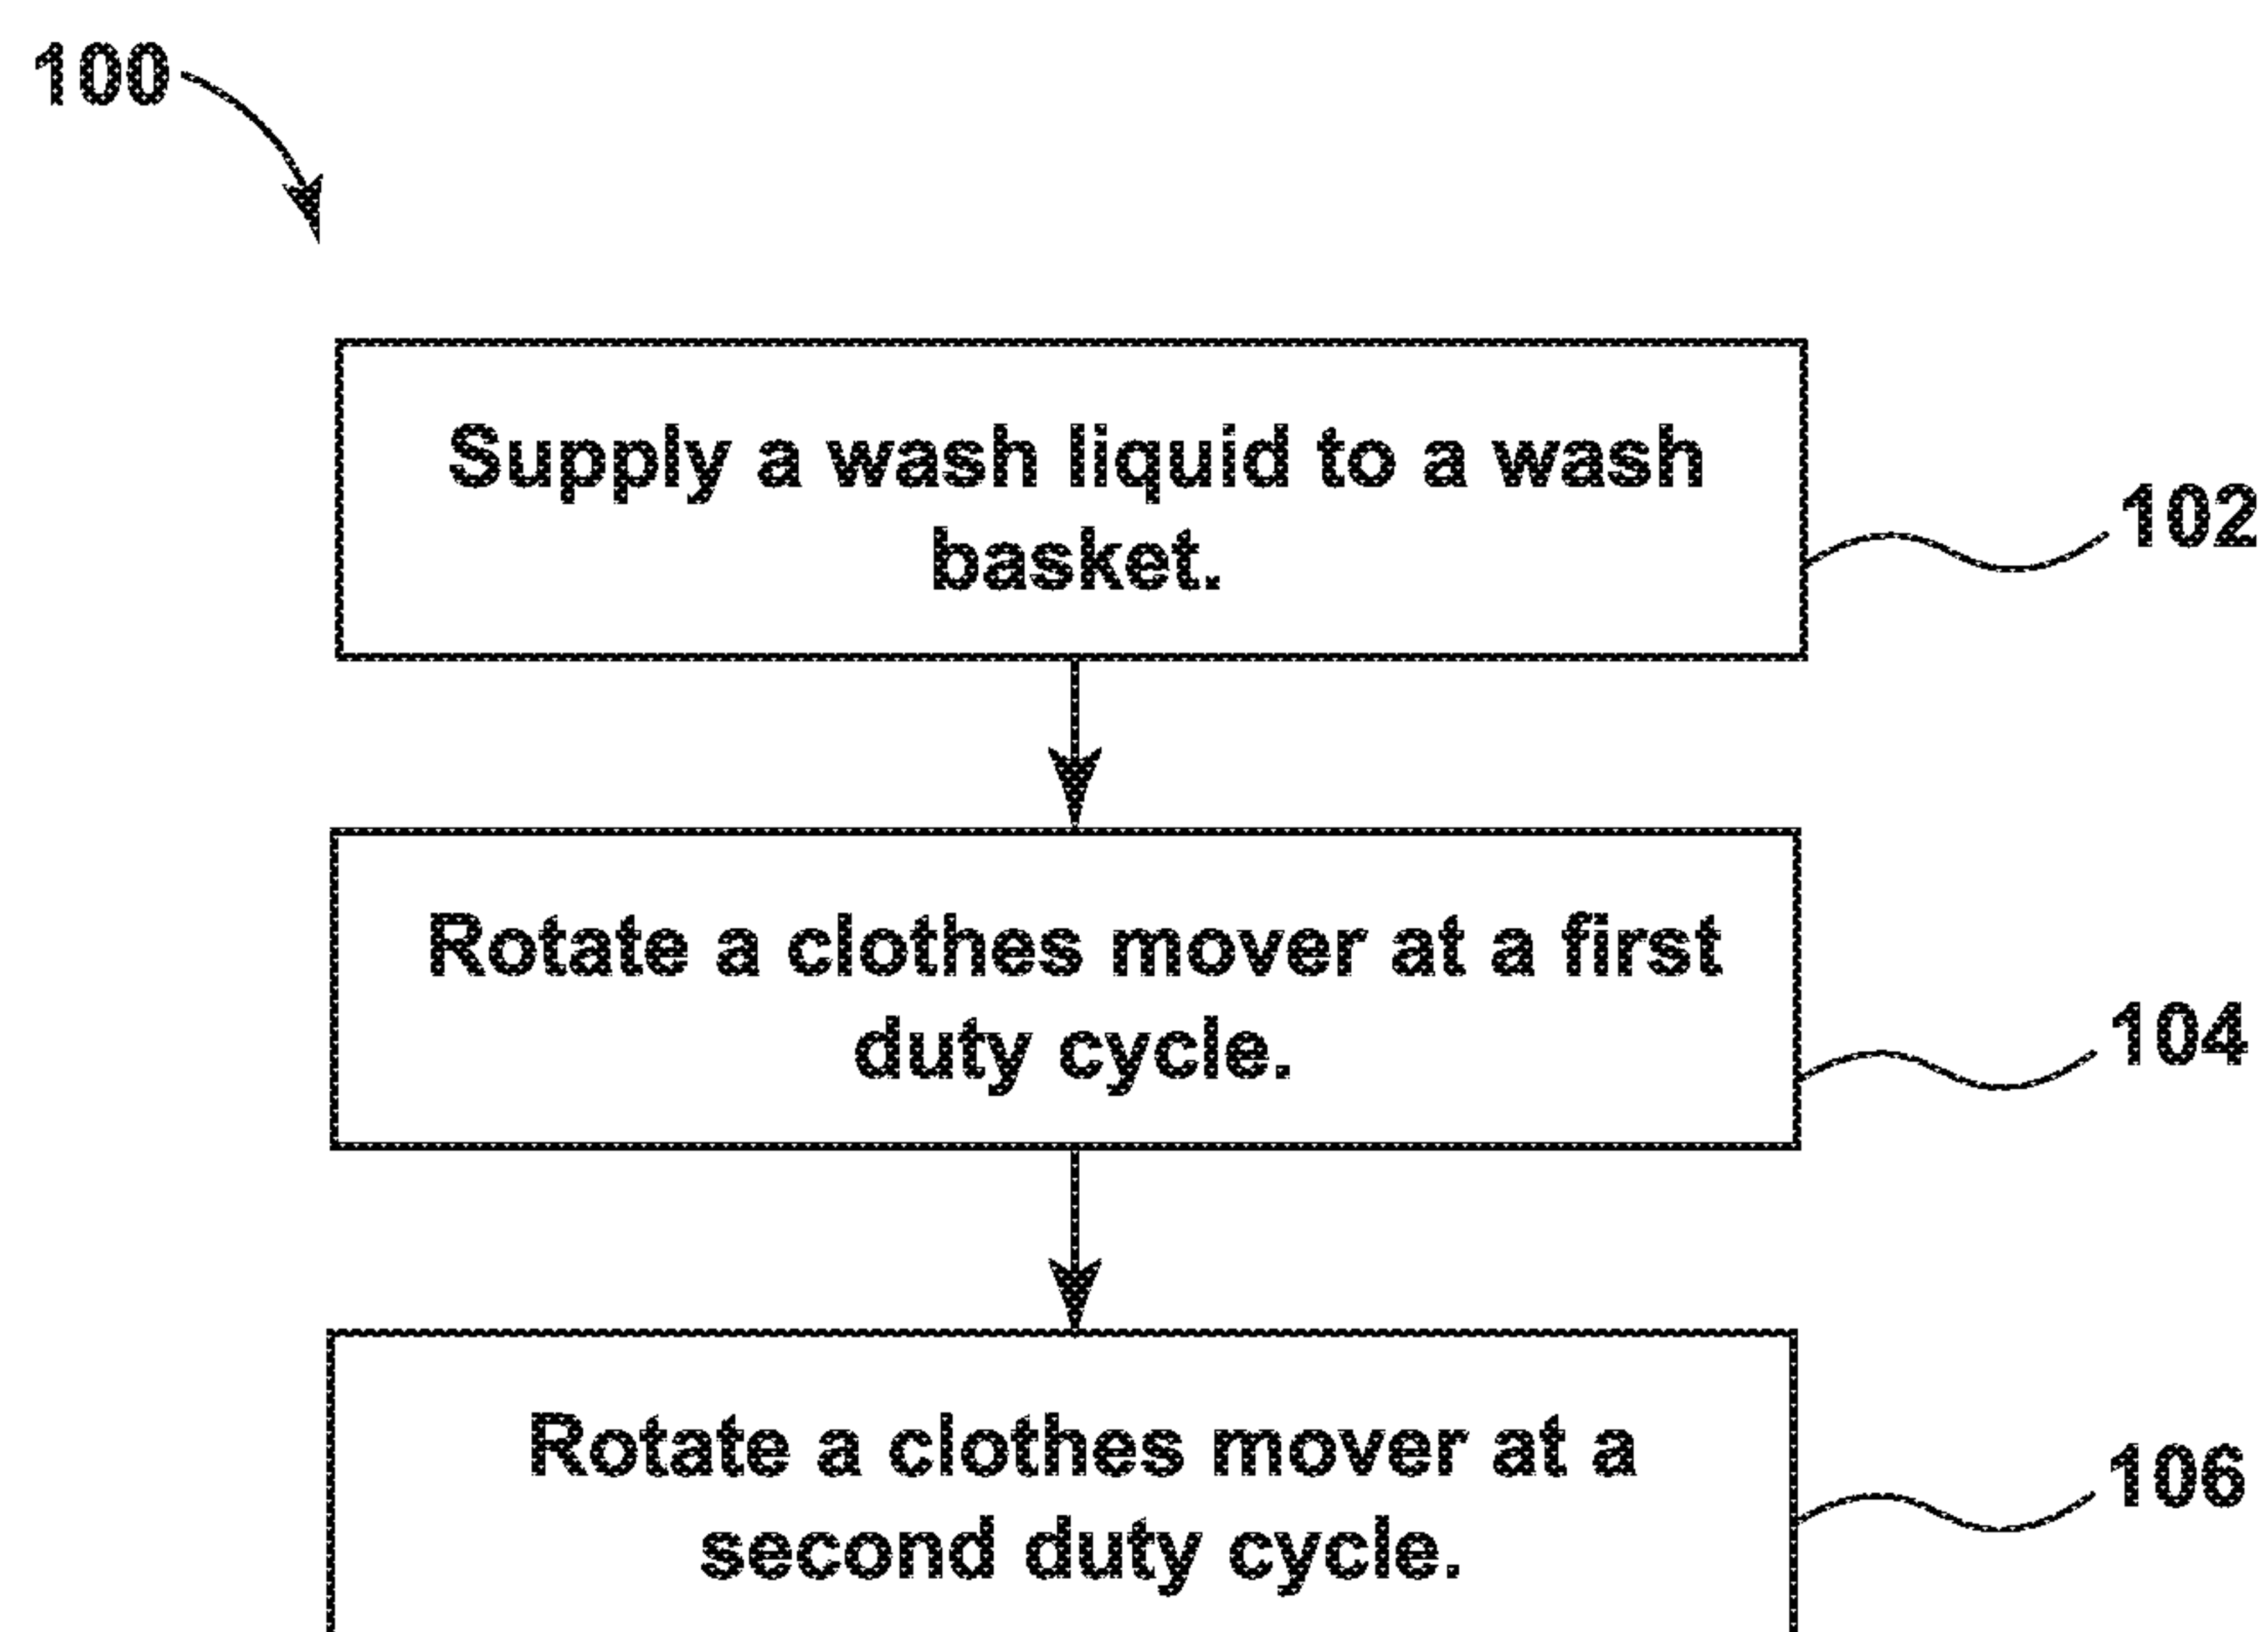 100
Supply a wash liquid to a wash
basket.
102
Rotate a clothes mover at a first
duty cycle.
104
Rotate a clothes mover at a
second duty cycle.
106